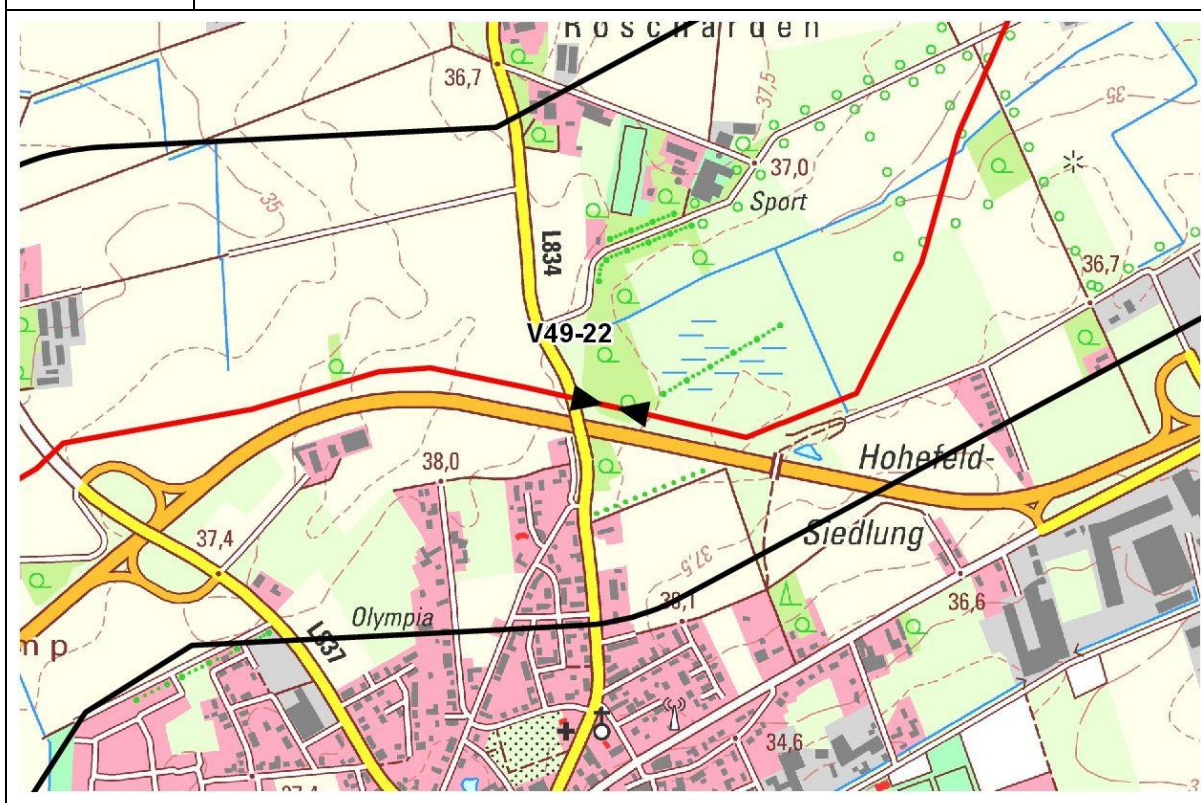 Roscharden
36,7
37,5
35
37,0
Sport
35
L834
36,7
V49-22
38,0
Hohefeld-
Siedlung
37,4
37,5
38,1
36,6
Olympia
L837
mp
34,6